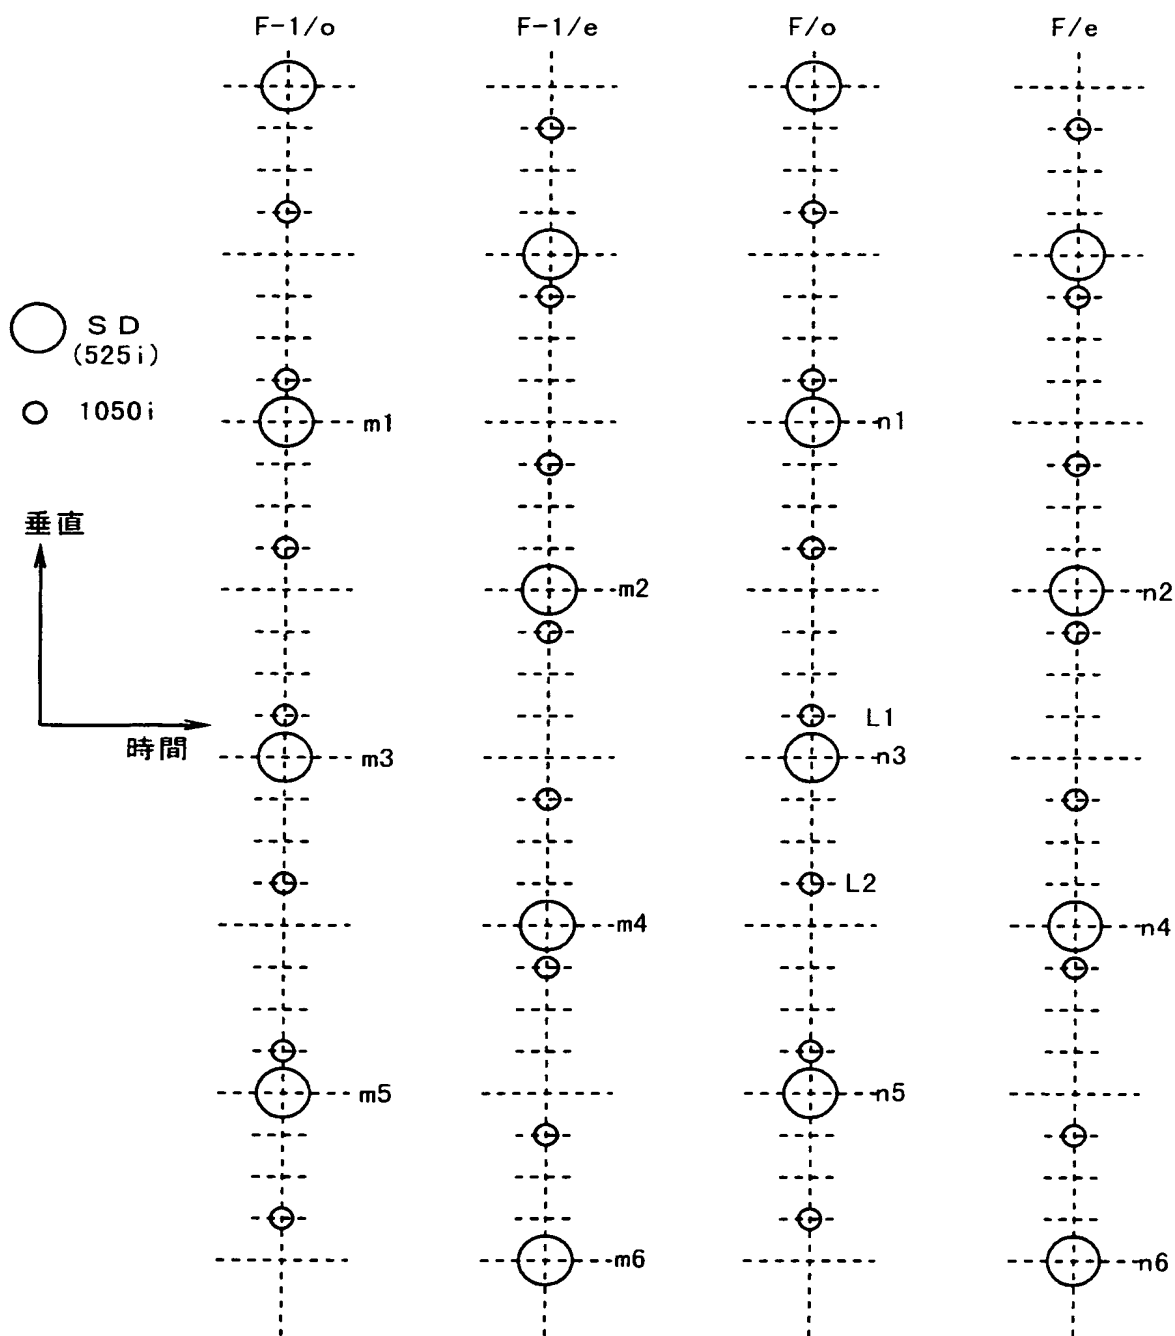 F-1/o F-1/e F/o F/e
SD
(525i)
1050i
m1 n1
垂直
m2 n2
L1
時間
m3 n3
L2
m4 n4
m5 n5
m6 n6